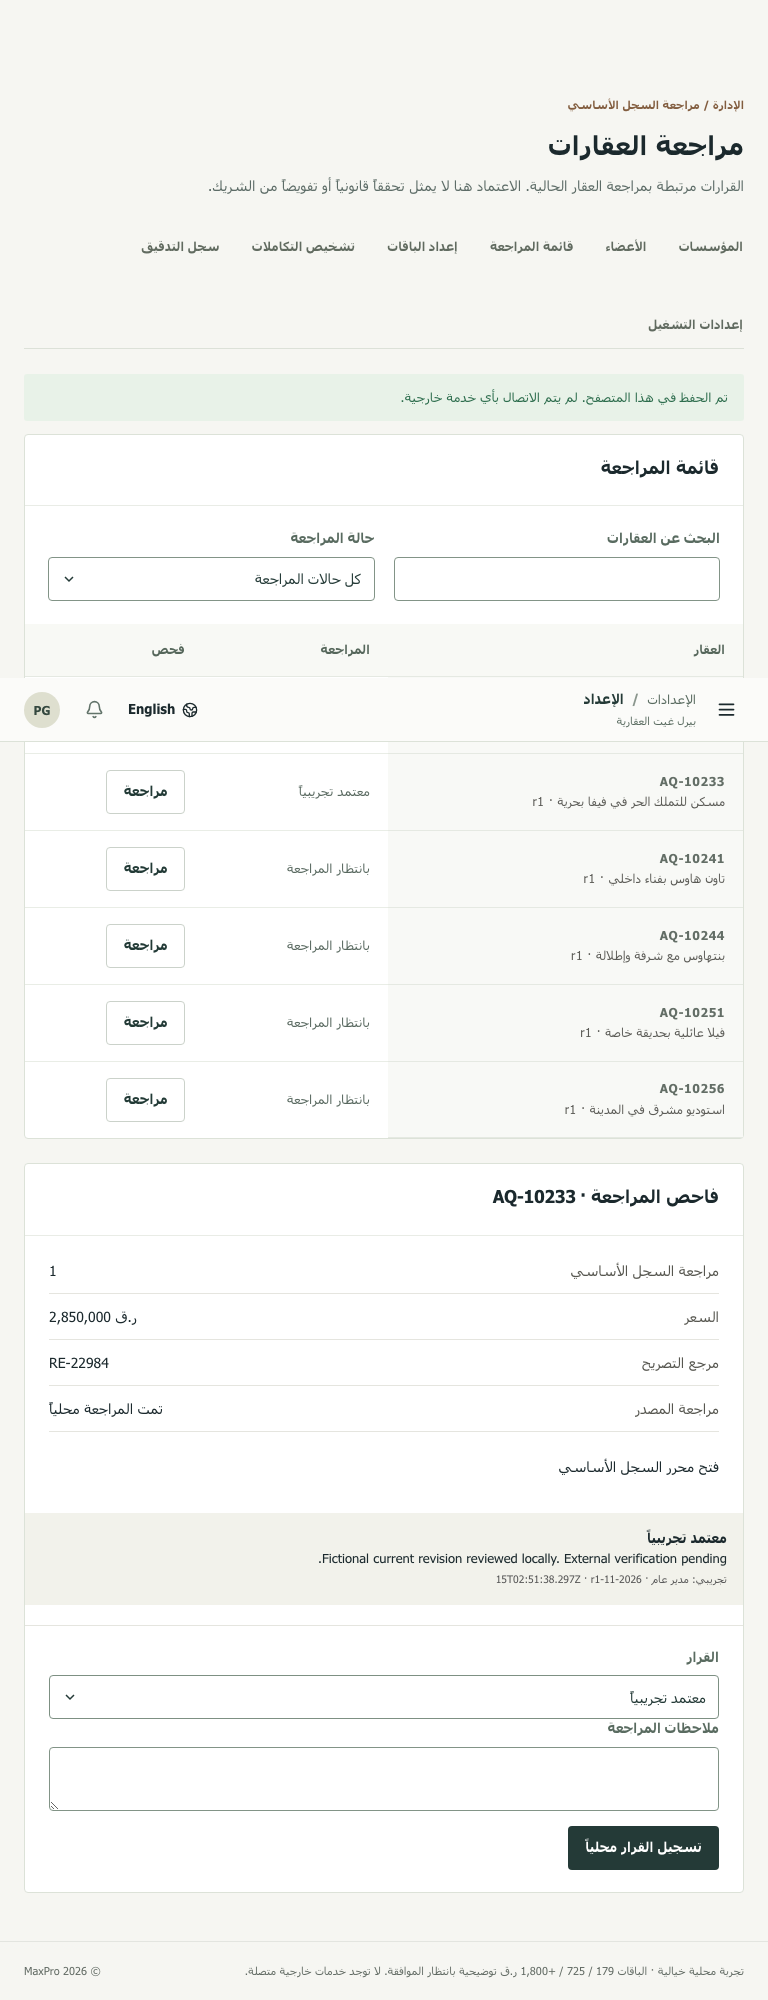 الإدارة / مراجعة السجل الأساسي
مراجعة العقارات
القرارات مرتبطة بمراجعة العقار الحالية. الاعتماد هنا لا يمثل تحققاً قانونياً أو تفويضاً من الشريك.
المؤسسات
الأعضاء
قائمة المراجعة
إعداد الباقات
تشخيص التكاملات
سجل التدقيق
إعدادات التشغيل
تم الحفظ في هذا المتصفح. لم يتم الاتصال بأي خدمة خارجية.
قائمة المراجعة
البحث عن العقارات
حالة المراجعة
كل حالات المراجعة
العقار
المراجعة
فحص
الإعدادات / الإعداد
بيرل غيت العقارية
English
PG
AQ-10233
مسكن للتملك الحر في فيفا بحرية · r1
معتمد تجريبياً
مراجعة
AQ-10241
تاون هاوس بفناء داخلي · r1
بانتظار المراجعة
مراجعة
AQ-10244
بنتهاوس مع شرفة وإطلالة · r1
بانتظار المراجعة
مراجعة
AQ-10251
فيلا عائلية بحديقة خاصة · r1
بانتظار المراجعة
مراجعة
AQ-10256
استوديو مشرق في المدينة · r1
بانتظار المراجعة
مراجعة
فاحص المراجعة · AQ-10233
مراجعة السجل الأساسي
1
السعر
2,850,000 ر.ق
مرجع التصريح
RE-22984
مراجعة المصدر
تمت المراجعة محلياً
فتح محرر السجل الأساسي
معتمد تجريبياً
Fictional current revision reviewed locally. External verification pending.
تجريبي: مدير عام · 2026-11-15T02:51:38.297Z · r1
القرار
معتمد تجريبياً
ملاحظات المراجعة
تسجيل القرار محلياً
تجربة محلية خيالية · الباقات 179 / 725 / 1,800+ ر.ق توضيحية بانتظار الموافقة. لا توجد خدمات خارجية متصلة.
© 2026 MaxPro